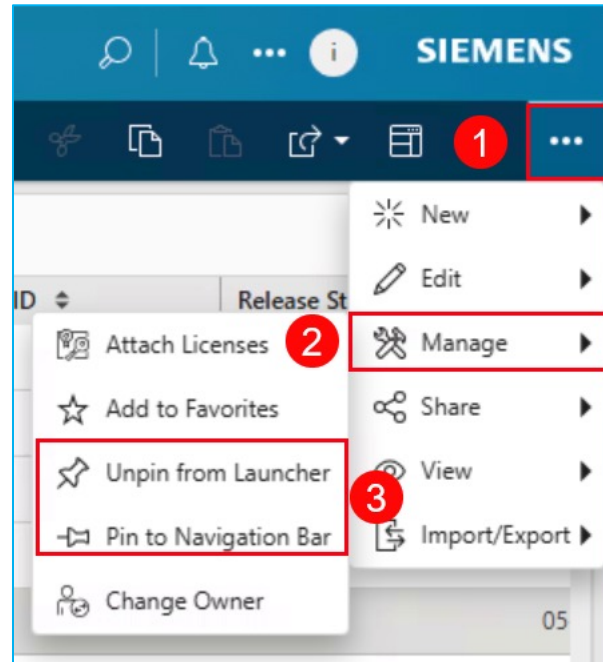 i
SIEMENS
1
New
Edit
ID
Release St
Attach Licenses
2
Manage
Add to Favorites
Share
Unpin from Launcher
View
3
Pin to Navigation Bar
Import/Export
Change Owner
05